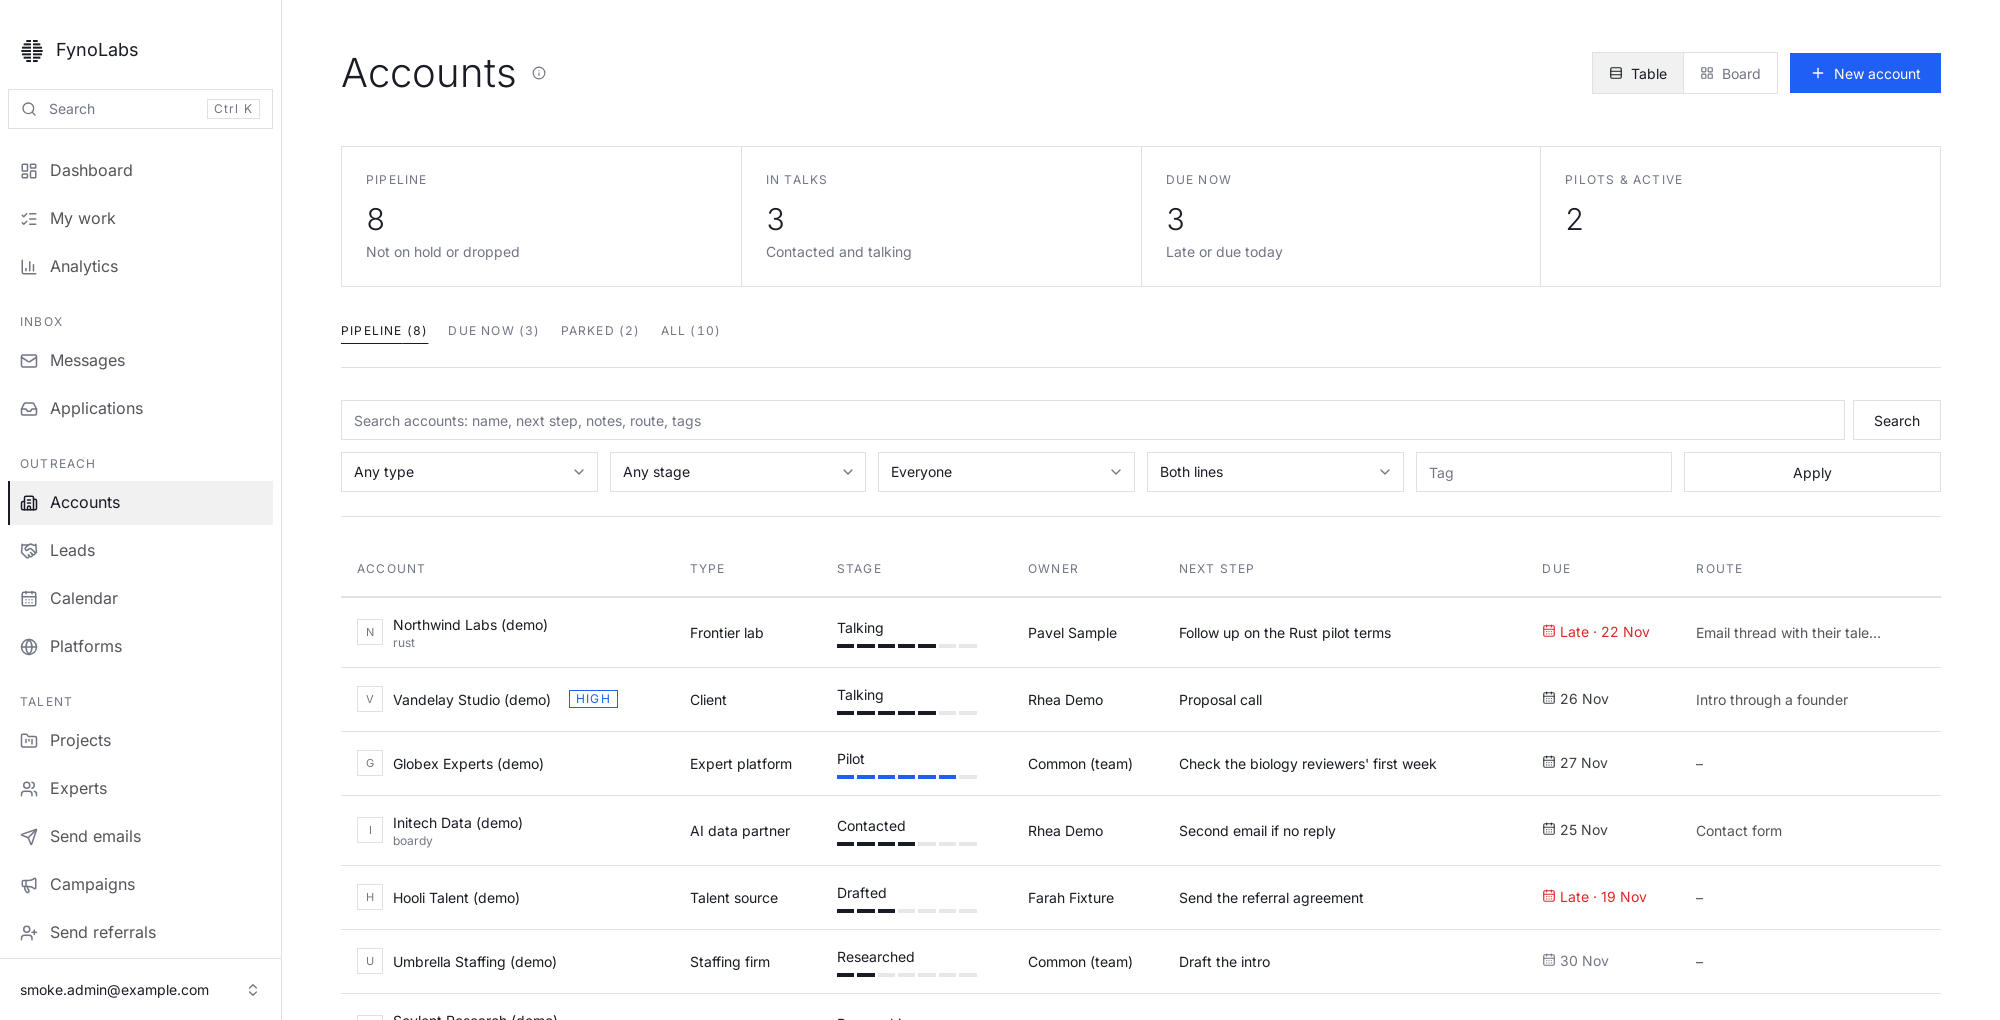 FynoLabs
Search Ctrl K
Dashboard
My work
Analytics
INBOX
Messages
Applications
OUTREACH
Accounts
Leads
Calendar
Platforms
TALENT
Projects
Experts
Send emails
Campaigns
Send referrals
smoke.admin@example.com
Accounts
Table Board New account
PIPELINE
8
Not on hold or dropped
IN TALKS
3
Contacted and talking
DUE NOW
3
Late or due today
PILOTS & ACTIVE
2
PIPELINE (8) DUE NOW (3) PARKED (2) ALL (10)
Search accounts: name, next step, notes, route, tags Search
Any type Any stage Everyone Both lines Tag Apply
ACCOUNT TYPE STAGE OWNER NEXT STEP DUE ROUTE
N Northwind Labs (demo) rust Frontier lab Talking Pavel Sample Follow up on the Rust pilot terms Late · 22 Nov Email thread with their tale...
V Vandelay Studio (demo) HIGH Client Talking Rhea Demo Proposal call 26 Nov Intro through a founder
G Globex Experts (demo) Expert platform Pilot Common (team) Check the biology reviewers' first week 27 Nov –
I Initech Data (demo) boardy AI data partner Contacted Rhea Demo Second email if no reply 25 Nov Contact form
H Hooli Talent (demo) Talent source Drafted Farah Fixture Send the referral agreement Late · 19 Nov –
U Umbrella Staffing (demo) Staffing firm Researched Common (team) Draft the intro 30 Nov –